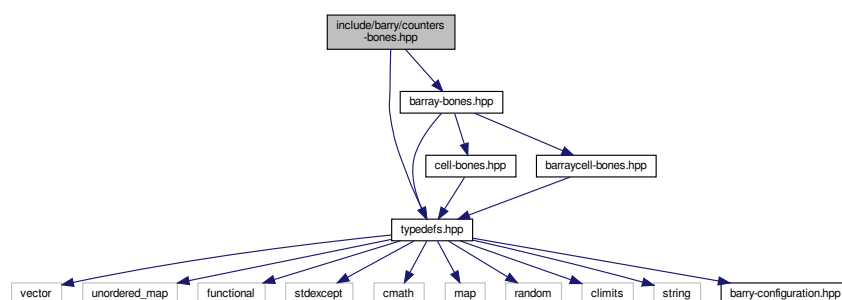 include/barry/counters
-bones.hpp
barray-bones.hpp
cell-bones.hpp
barraycell-bones.hpp
typedefs.hpp
vector
unordered_map
functional
stdexcept
cmath
map
random
climits
string
barry-configuration.hpp